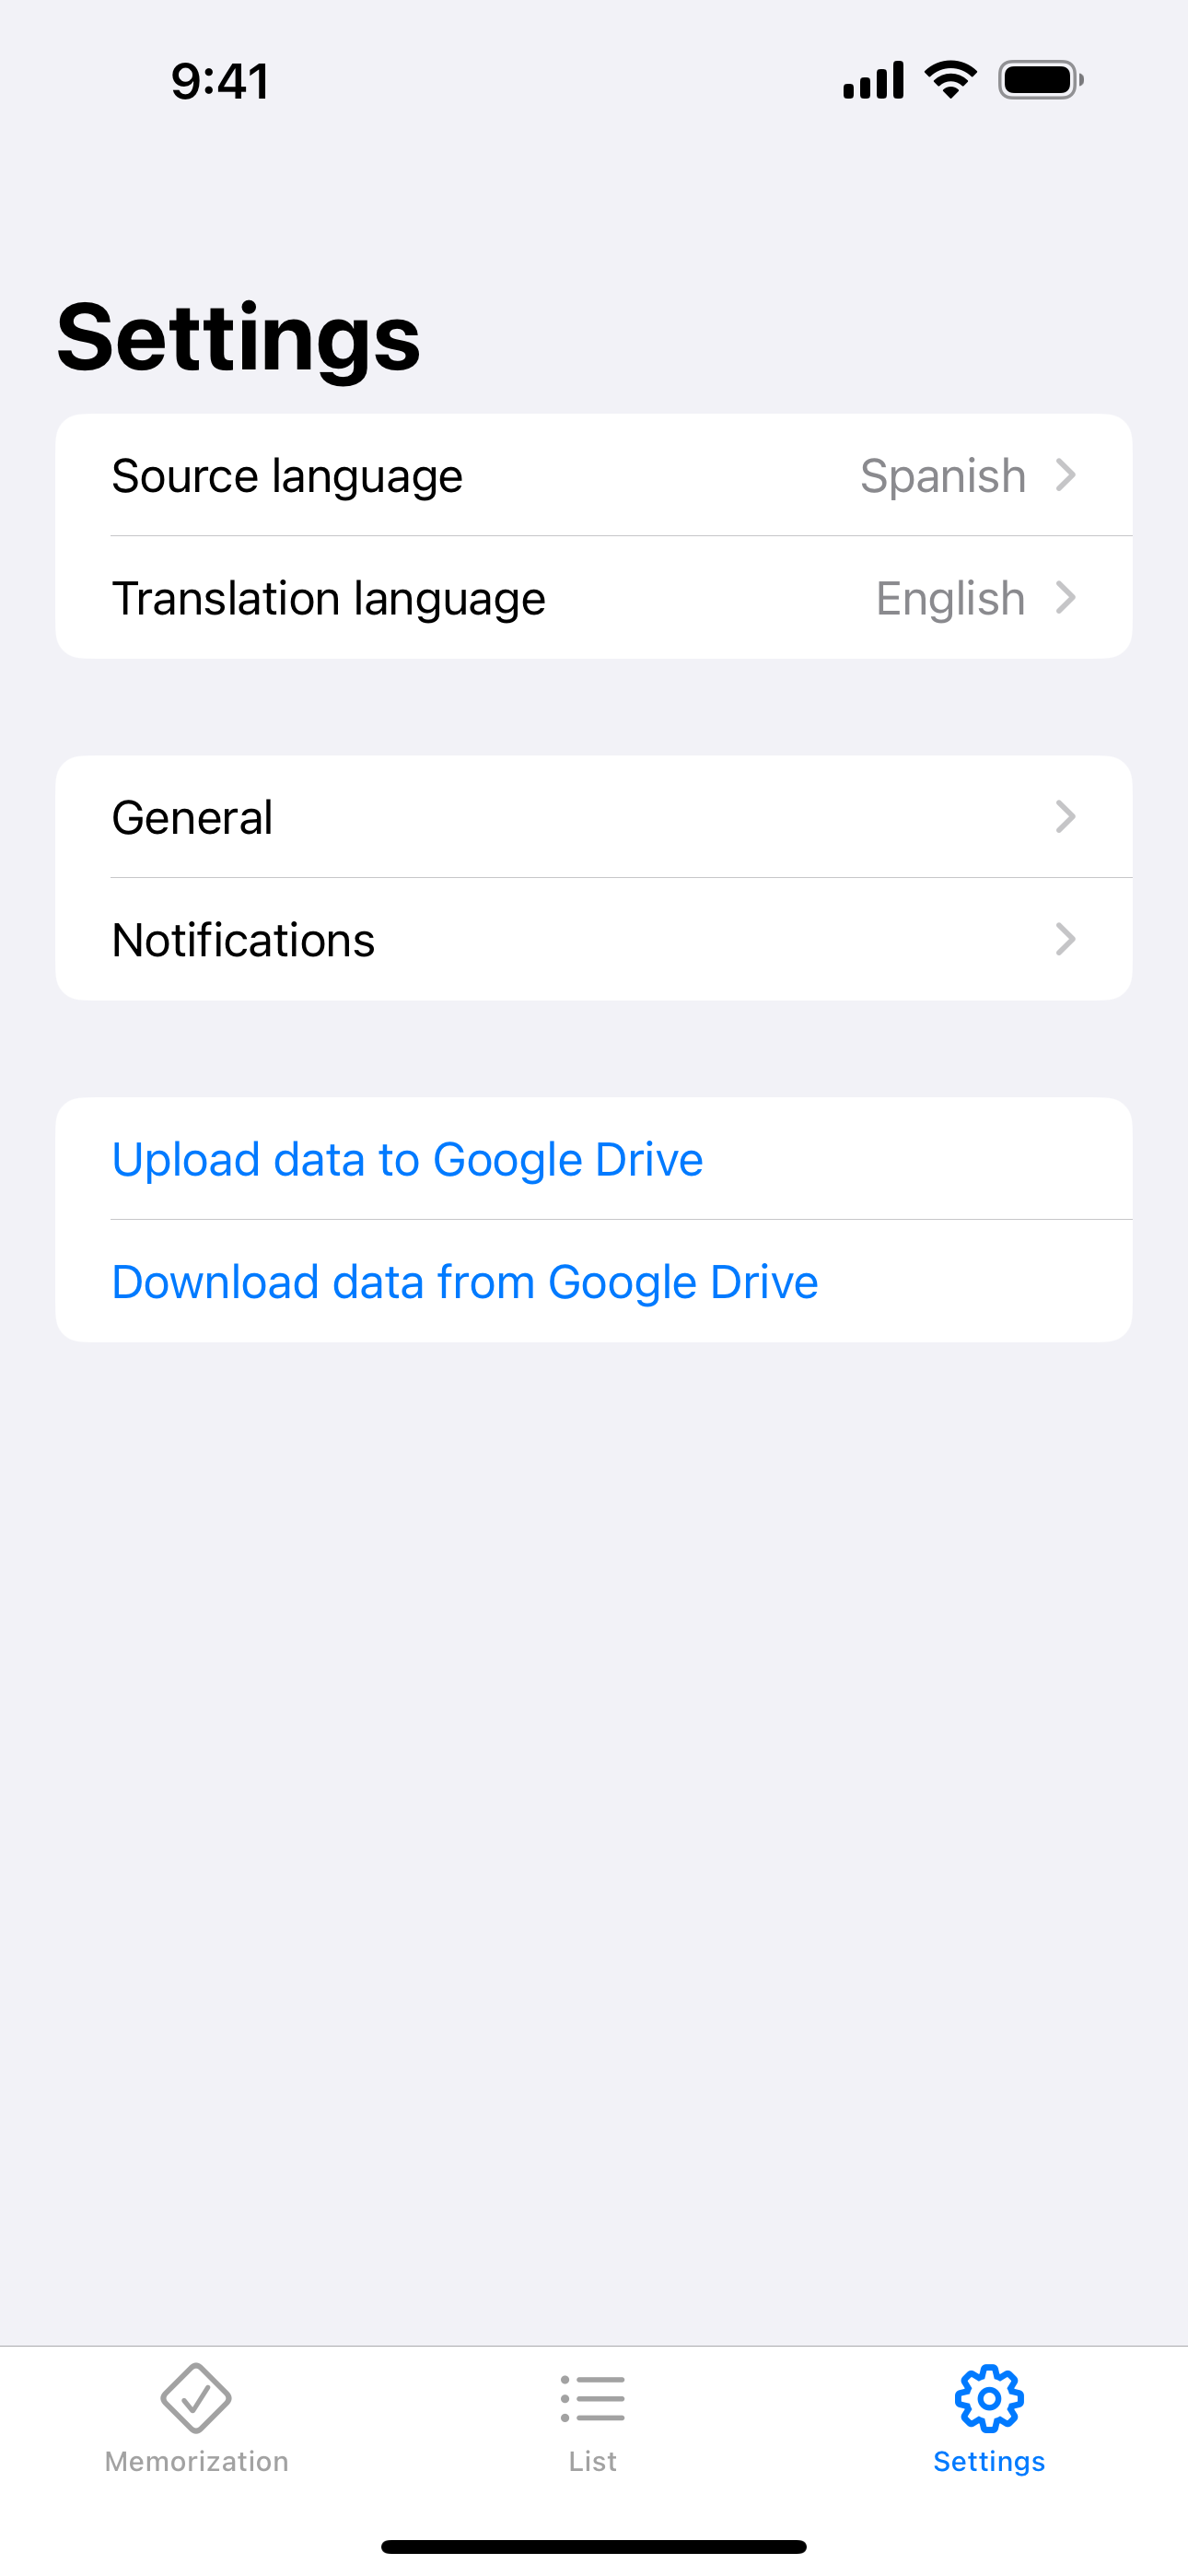 9:41
Settings
Source language Spanish
Translation language English
General
Notifications
Upload data to Google Drive
Download data from Google Drive
Memorization List Settings